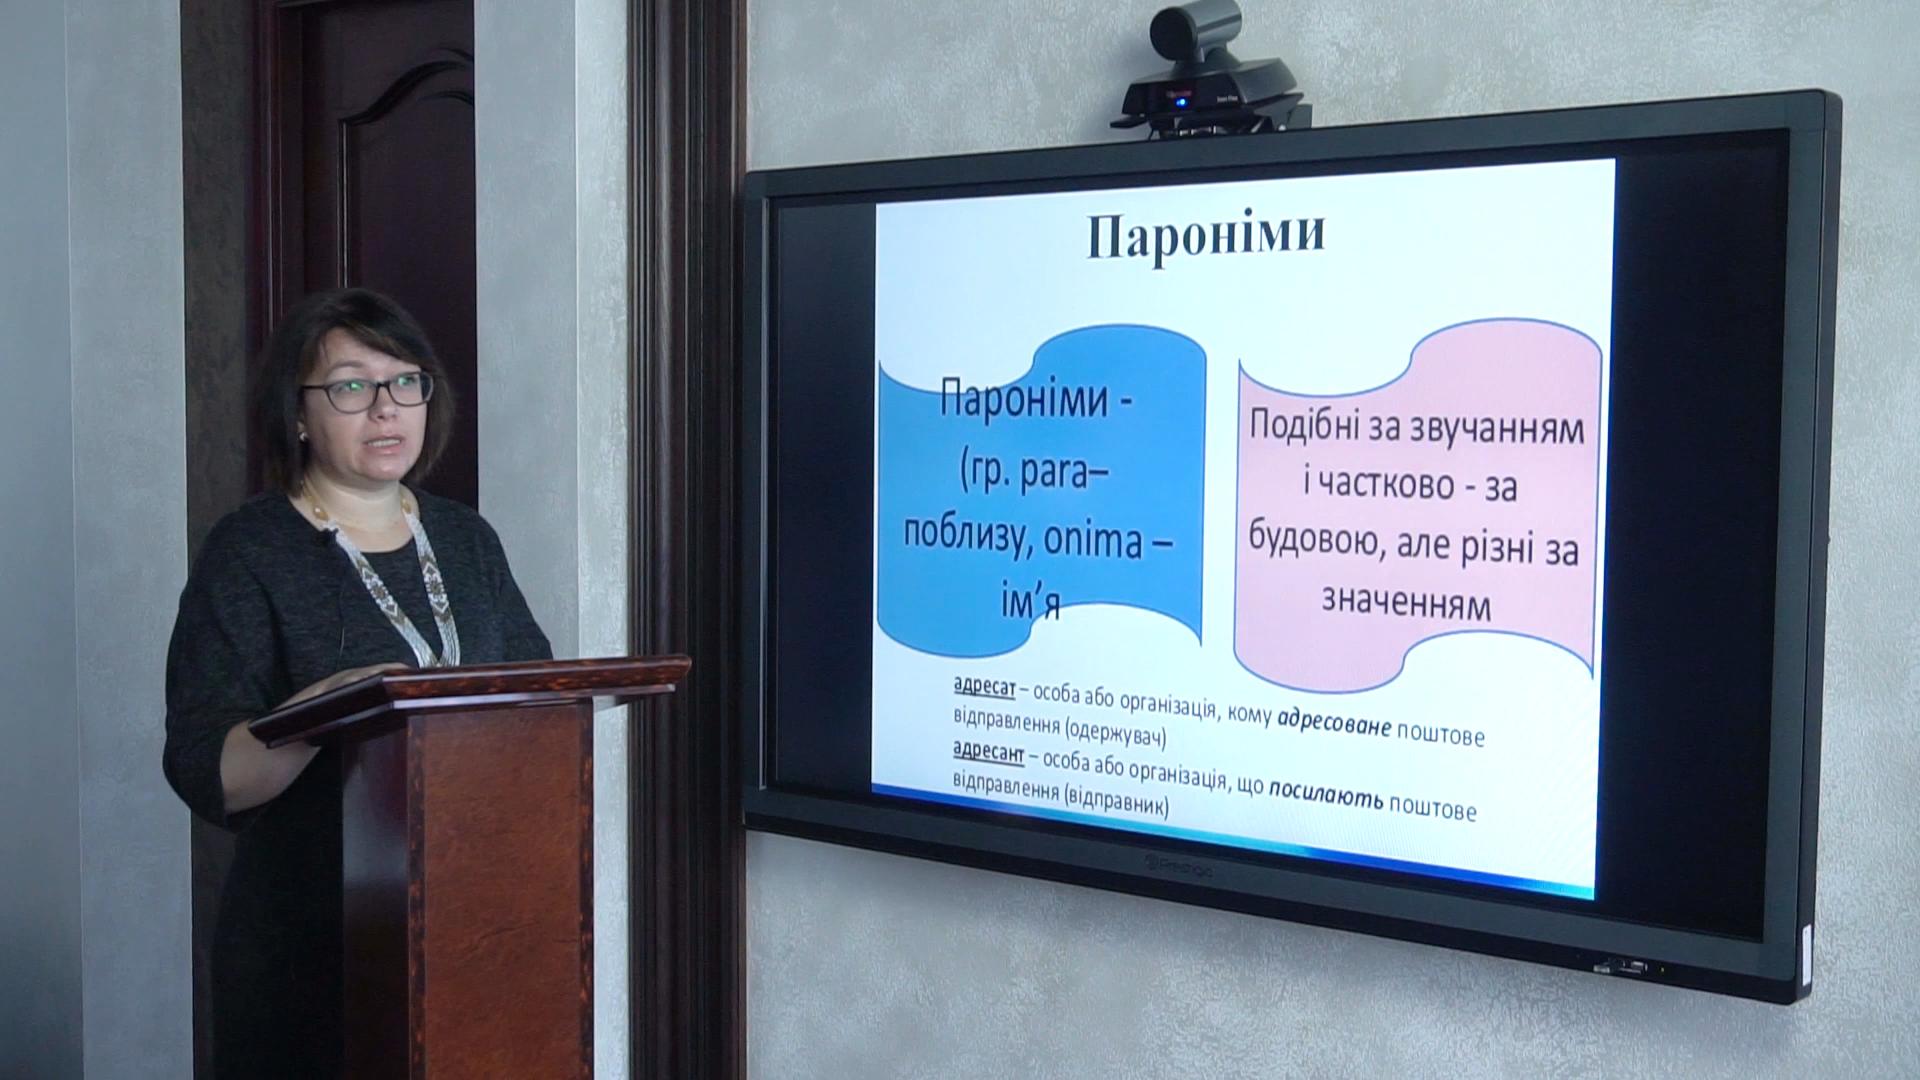 Пароніми
Пароніми -
(гр. para–
поблизу, onima –
ім’я
Подібні за звучанням
і частково - за
будовою, але різні за
значенням
адресат – особа або організація, кому адресоване поштове
відправлення (одержувач)
адресант – особа або організація, що посилають поштове
відправлення (відправник)
Prestigio